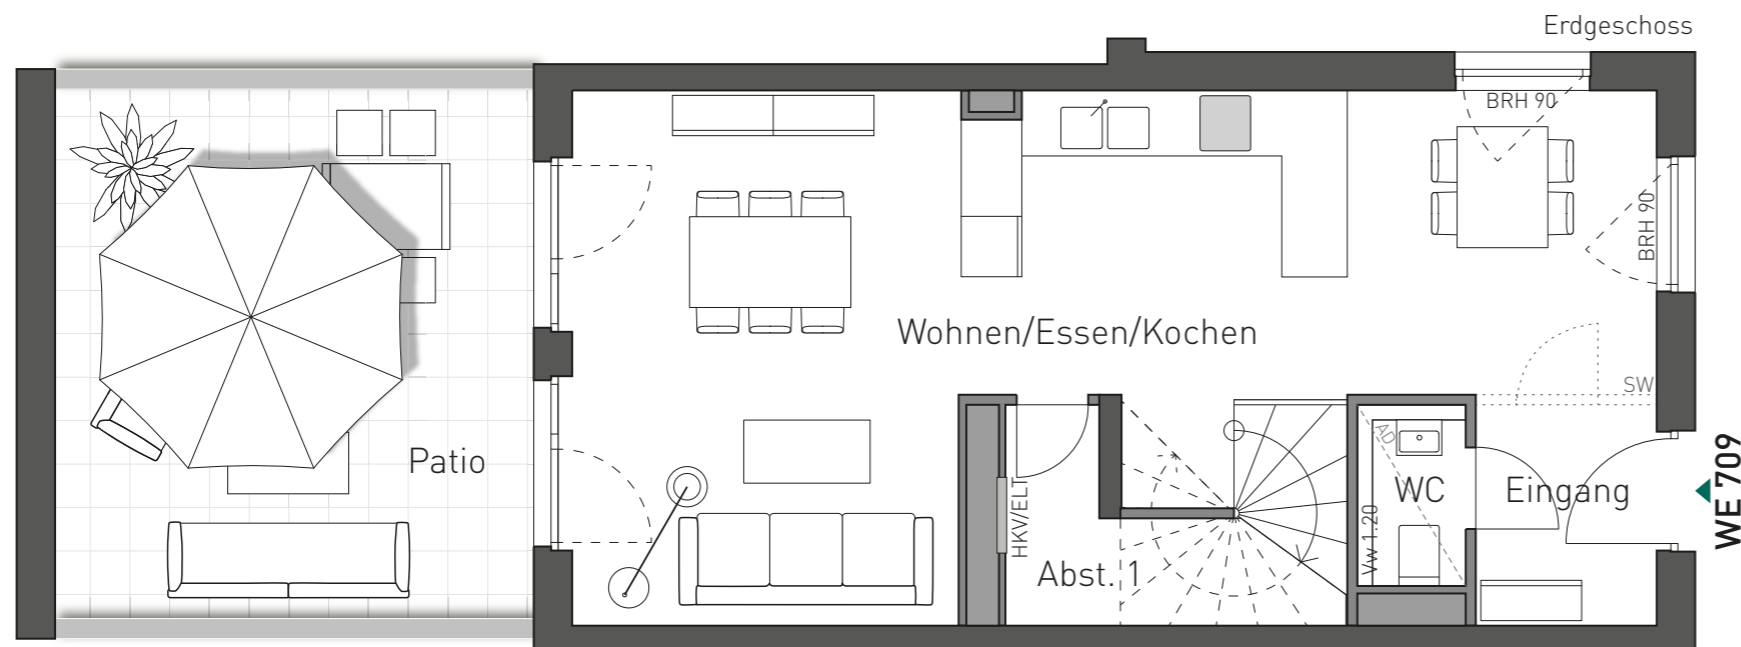 Erdgeschoss
BRH 90
BRH 90
Wohnen/Essen/Kochen
SW
Patio
AD
WC
Eingang
WE 709
HKV/ELT
Vw 1.20
Abst. 1